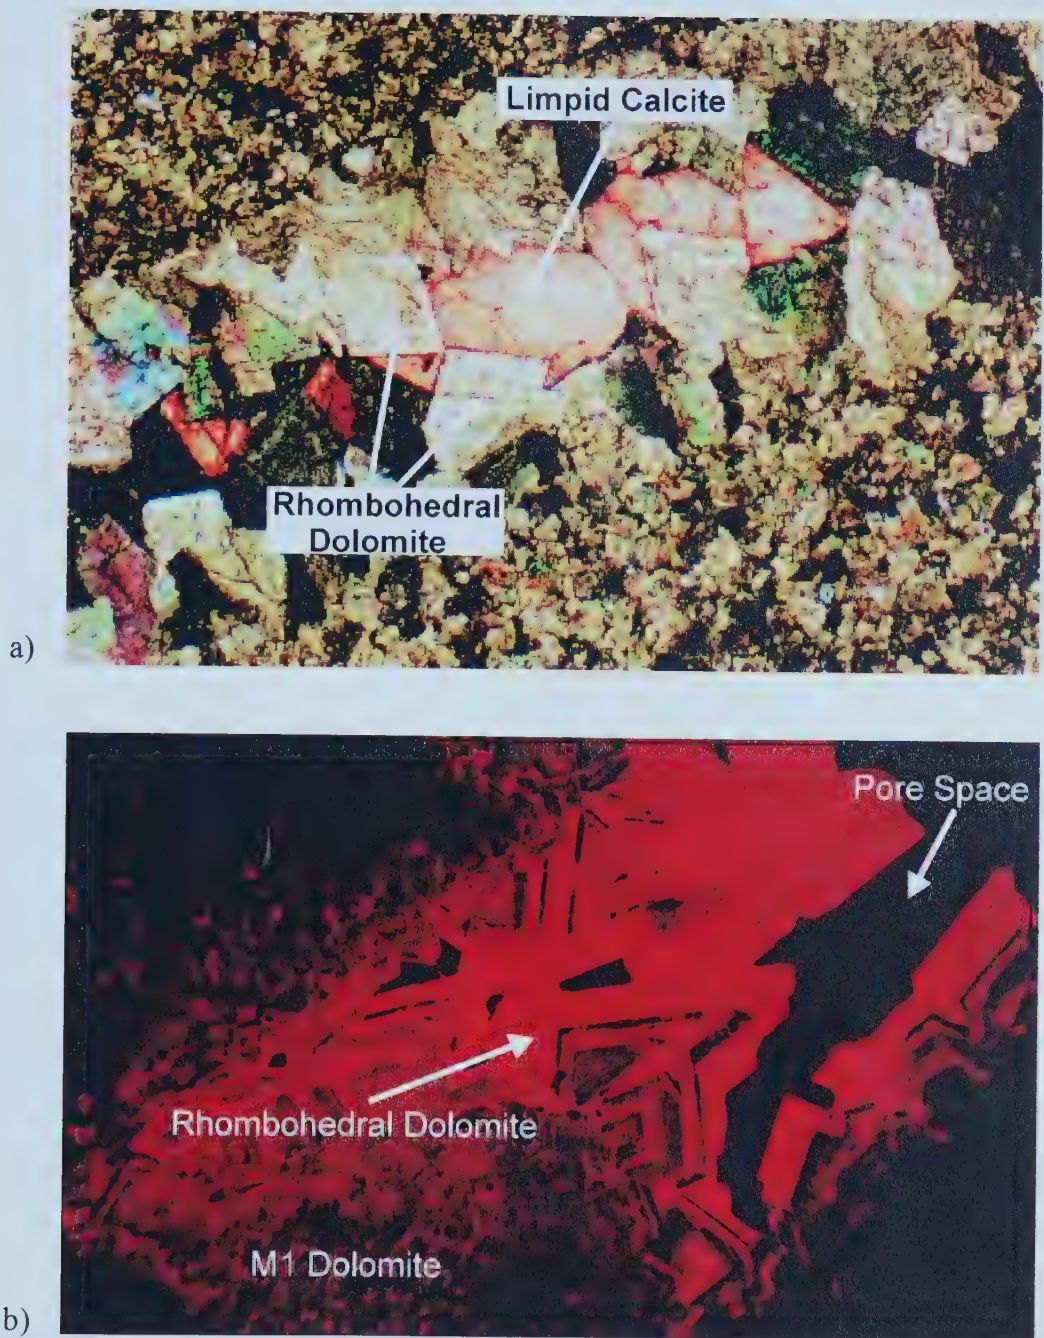 Limpid Calcite
Rhombohedral
Dolomite
a)
Pore Space
Rhombohedral Dolomite
M1 Dolomite
b)